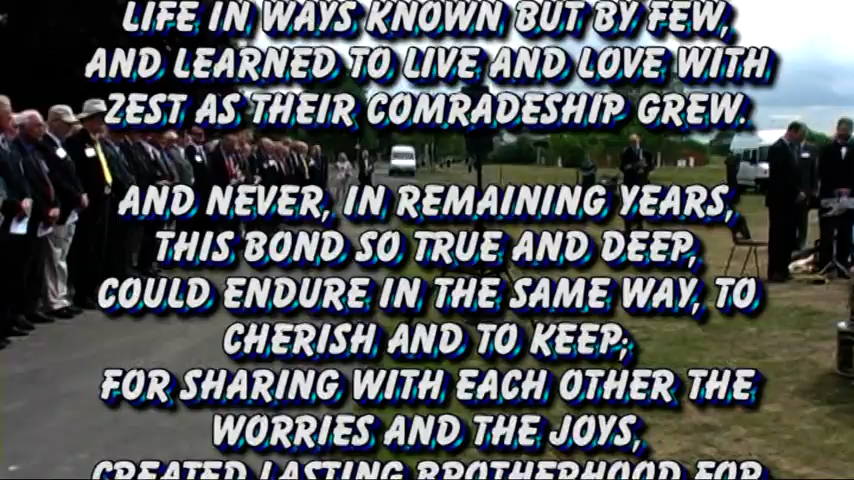 LIFE IN WAYS KNOWN BUT BY FEW,
AND LEARNED TO LIVE AND LOVE WITH
ZEST AS THEIR COMRADESHIP GREW.
AND NEVER, IN REMAINING YEARS,
THIS BOND SO TRUE AND DEEP,
COULD ENDURE IN THE SAME WAY, TO
CHERISH AND TO KEEP;
FOR SHARING WITH EACH OTHER THE
WORRIES AND THE JOYS,
CREATED LASTING BROTHERHOOD FOR